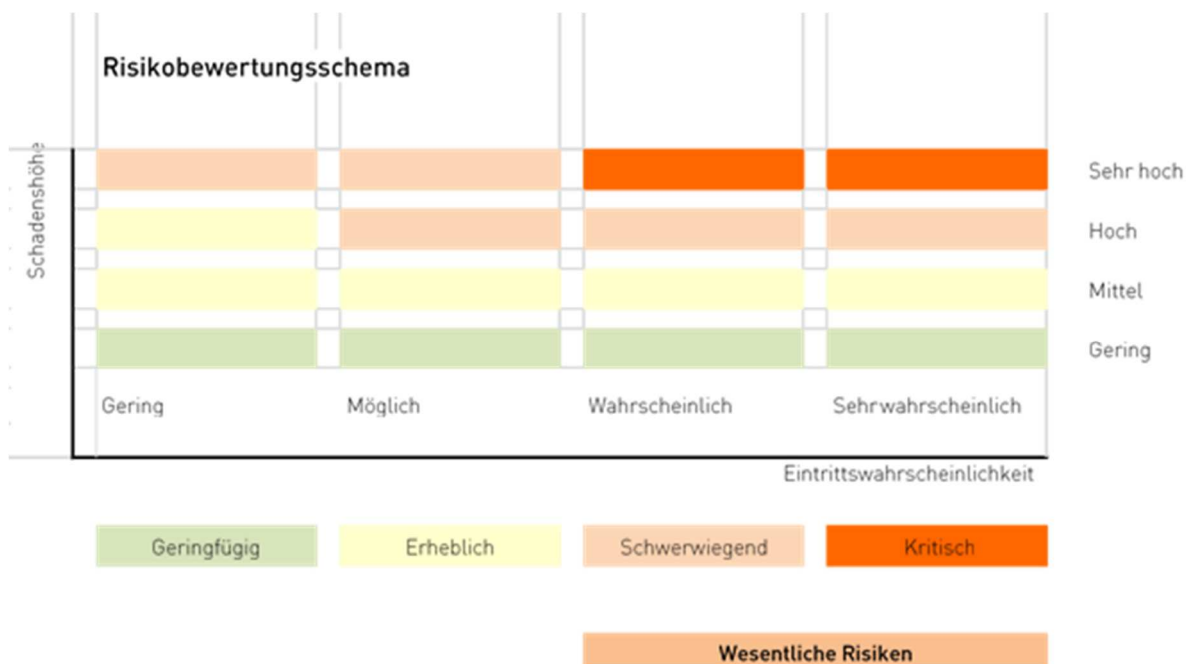 Risikobewertungsschema
Schadenshöhe
Sehr hoch
Hoch
Mittel
Gering
Gering Möglich Wahrscheinlich Sehrwahrscheinlich
Eintrittswahrscheinlichkeit
Geringfügig Erheblich Schwerwiegend Kritisch
Wesentliche Risiken